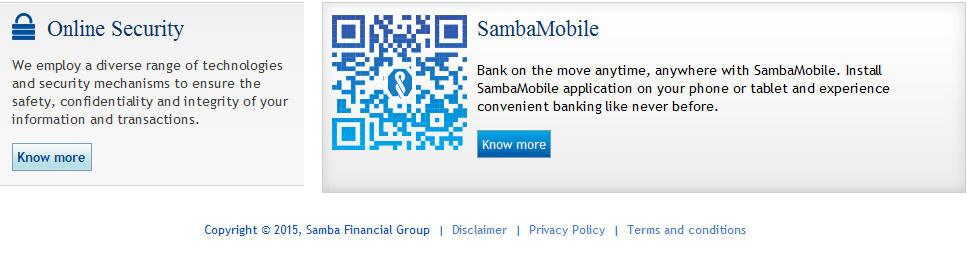 Online Security
We employ a diverse range of technologies
and security mechanisms to ensure the
safety, confidentiality and integrity of your
information and transactions.
Know more
SambaMobile
Bank on the move anytime, anywhere with SambaMobile. Install
SambaMobile application on your phone or tablet and experience
convenient banking like never before.
Know more
Copyright © 2015, Samba Financial Group | Disclaimer | Privacy Policy | Terms and conditions